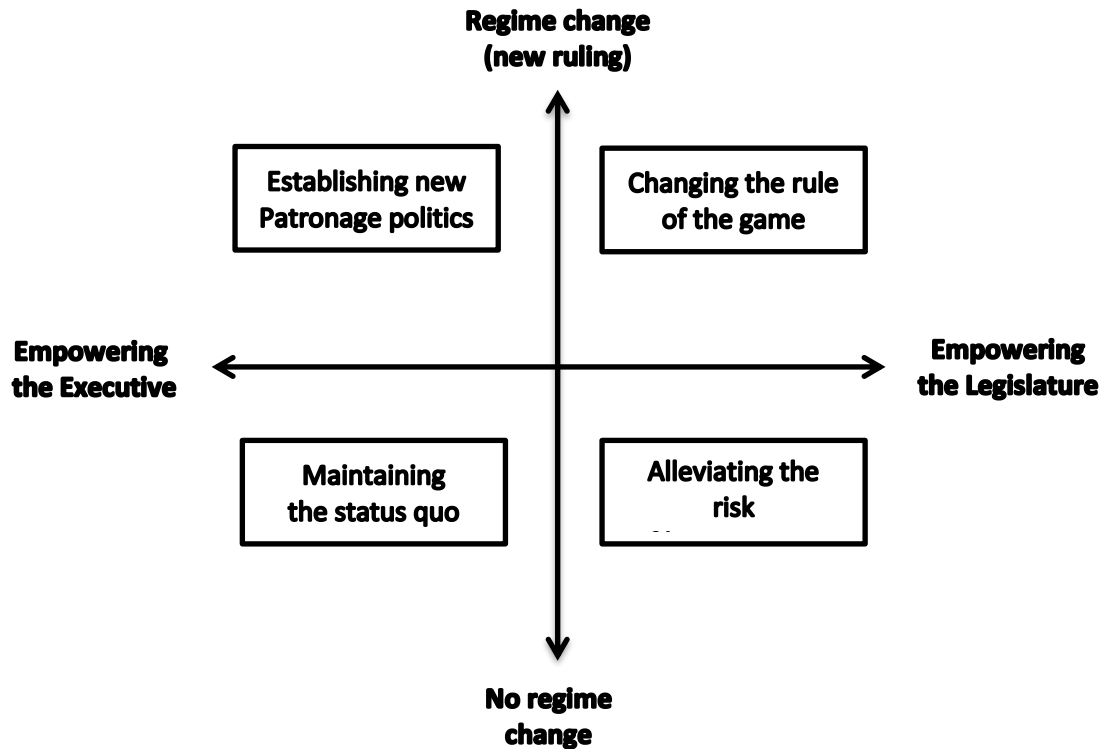 Regime change
(new ruling)
Establishing new
Patronage politics
Changing the rule
of the game
Empowering
the Executive
Empowering
the Legislature
Maintaining
the status quo
Alleviating the
risk
No regime
change